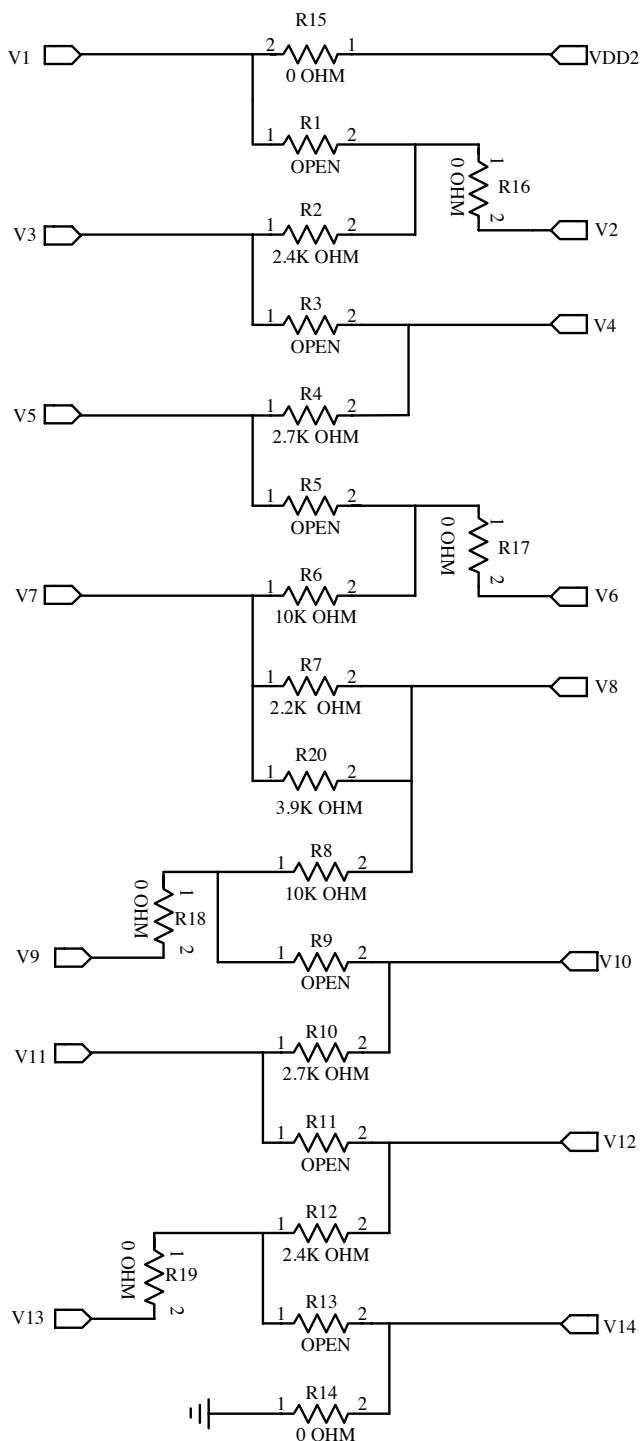 R15
V1
2
1
VDD2
0 OHM
R1
1
2
OPEN
1
0 OHM
R16
2
R2
V3
1
2
V2
2.4K OHM
R3
1
2
V4
OPEN
R4
V5
1
2
2.7K OHM
R5
1
2
OPEN
1
0 OHM
R17
2
R6
V7
1
2
V6
10K OHM
R7
1
2
V8
2.2K OHM
R20
1
2
3.9K OHM
R8
1
2
10K OHM
1
0 OHM
R18
2
V9
R9
1
2
V10
OPEN
R10
V11
1
2
2.7K OHM
R11
1
2
V12
OPEN
R12
1
2
2.4K OHM
1
0 OHM
R19
2
V13
R13
1
2
V14
OPEN
R14
1
2
0 OHM